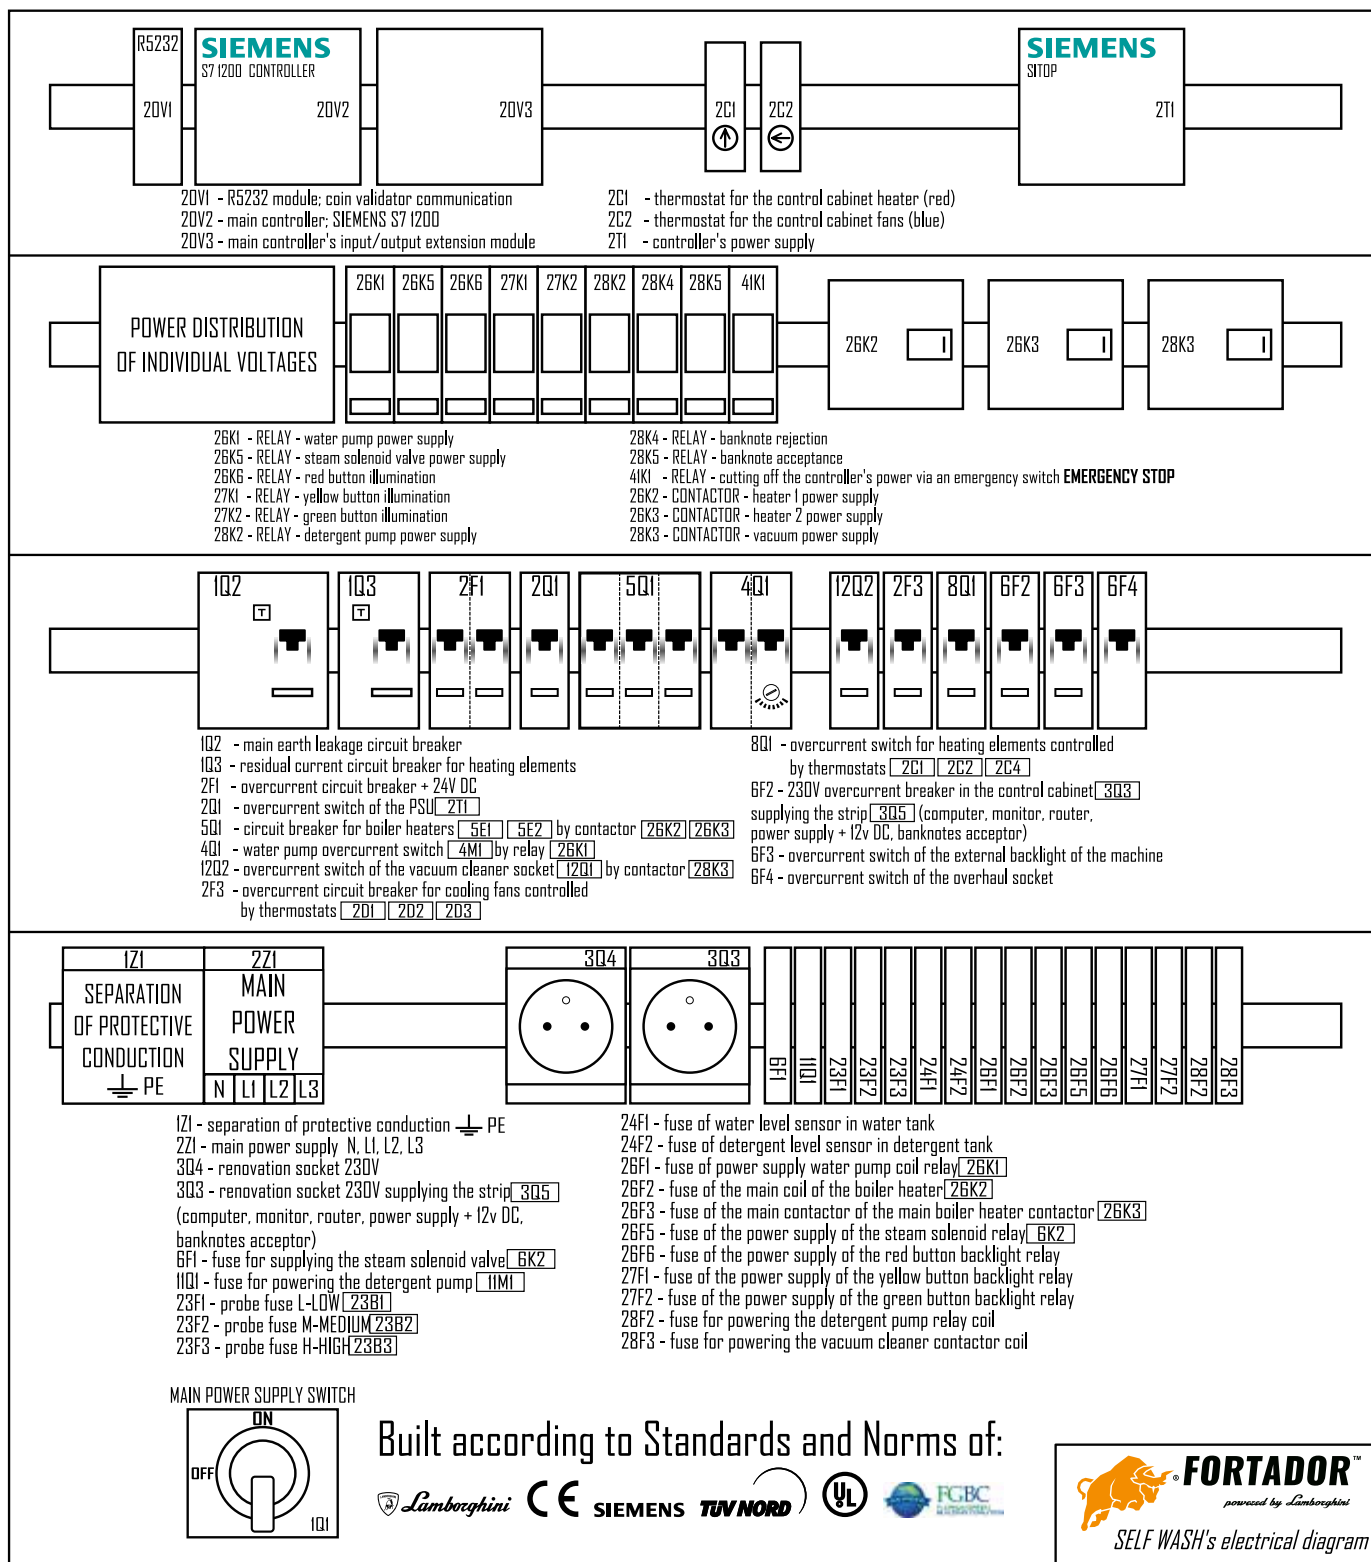 R5232
SIEMENS
S7 1200 CONTROLLER
20V1
20V2
20V3
2C1
2C2
SIEMENS
SITOP
2T1
20V1 - R5232 module; coin validator communication
20V2 - main controller; SIEMENS S7 1200
20V3 - main controller's input/output extension module
2C1 - thermostat for the control cabinet heater (red)
2C2 - thermostat for the control cabinet fans (blue)
2T1 - controller's power supply
POWER DISTRIBUTION
OF INDIVIDUAL VOLTAGES
26K1 26K5 26K6 27K1 27K2 28K2 28K4 28K5 41K1
26K2
26K3
28K3
26K1 - RELAY - water pump power supply
26K5 - RELAY - steam solenoid valve power supply
26K6 - RELAY - red button illumination
27K1 - RELAY - yellow button illumination
27K2 - RELAY - green button illumination
28K2 - RELAY - detergent pump power supply
28K4 - RELAY - banknote rejection
28K5 - RELAY - banknote acceptance
41K1 - RELAY - cutting off the controller's power via an emergency switch EMERGENCY STOP
26K2 - CONTACTOR - heater 1 power supply
26K3 - CONTACTOR - heater 2 power supply
28K3 - CONTACTOR - vacuum power supply
1Q2 1Q3 2F1 2Q1 5Q1 4Q1 12Q2 2F3 8Q1 6F2 6F3 6F4
T
T
1Q2 - main earth leakage circuit breaker
1Q3 - residual current circuit breaker for heating elements
2F1 - overcurrent circuit breaker + 24V DC
2Q1 - overcurrent switch of the PSU 2T1
5Q1 - circuit breaker for boiler heaters 5E1 5E2 by contactor 26K2 26K3
4Q1 - water pump overcurrent switch 4M1 by relay 26K1
12Q2 - overcurrent switch of the vacuum cleaner socket 12Q1 by contactor 28K3
2F3 - overcurrent circuit breaker for cooling fans controlled
by thermostats 2D1 2D2 2D3
8Q1 - overcurrent switch for heating elements controlled
by thermostats 2C1 2C2 2C4
6F2 - 230V overcurrent breaker in the control cabinet 3Q3
supplying the strip 3Q5 (computer, monitor, router,
power supply + 12v DC, banknotes acceptor)
6F3 - overcurrent switch of the external backlight of the machine
6F4 - overcurrent switch of the overhaul socket
1Z1
SEPARATION
OF PROTECTIVE
CONDUCTION
PE
2Z1
MAIN
POWER
SUPPLY
N L1 L2 L3
3Q4
3Q3
6F1 11Q1 23F1 23F2 23F3 24F1 24F2 26F1 26F2 26F3 26F5 26F6 27F1 27F2 28F2 28F3
1Z1 - separation of protective conduction PE
2Z1 - main power supply N, L1, L2, L3
3Q4 - renovation socket 230V
3Q3 - renovation socket 230V supplying the strip 3Q5
(computer, monitor, router, power supply + 12v DC,
banknotes acceptor)
6F1 - fuse for supplying the steam solenoid valve 6K2
11Q1 - fuse for powering the detergent pump 11M1
23F1 - probe fuse L-LOW 23B1
23F2 - probe fuse M-MEDIUM 23B2
23F3 - probe fuse H-HIGH 23B3
24F1 - fuse of water level sensor in water tank
24F2 - fuse of detergent level sensor in detergent tank
26F1 - fuse of power supply water pump coil relay 26K1
26F2 - fuse of the main coil of the boiler heater 26K2
26F3 - fuse of the main contactor of the main boiler heater contactor 26K3
26F5 - fuse of the power supply of the steam solenoid relay 6K2
26F6 - fuse of the power supply of the red button backlight relay
27F1 - fuse of the power supply of the yellow button backlight relay
27F2 - fuse of the power supply of the green button backlight relay
28F2 - fuse for powering the detergent pump relay coil
28F3 - fuse for powering the vacuum cleaner contactor coil
MAIN POWER SUPPLY SWITCH
ON
OFF
1Q1
Built according to Standards and Norms of:
Lamborghini CE SIEMENS TÜV NORD UL FGBC
FORTADOR™
powered by Lamborghini
SELF WASH's electrical diagram